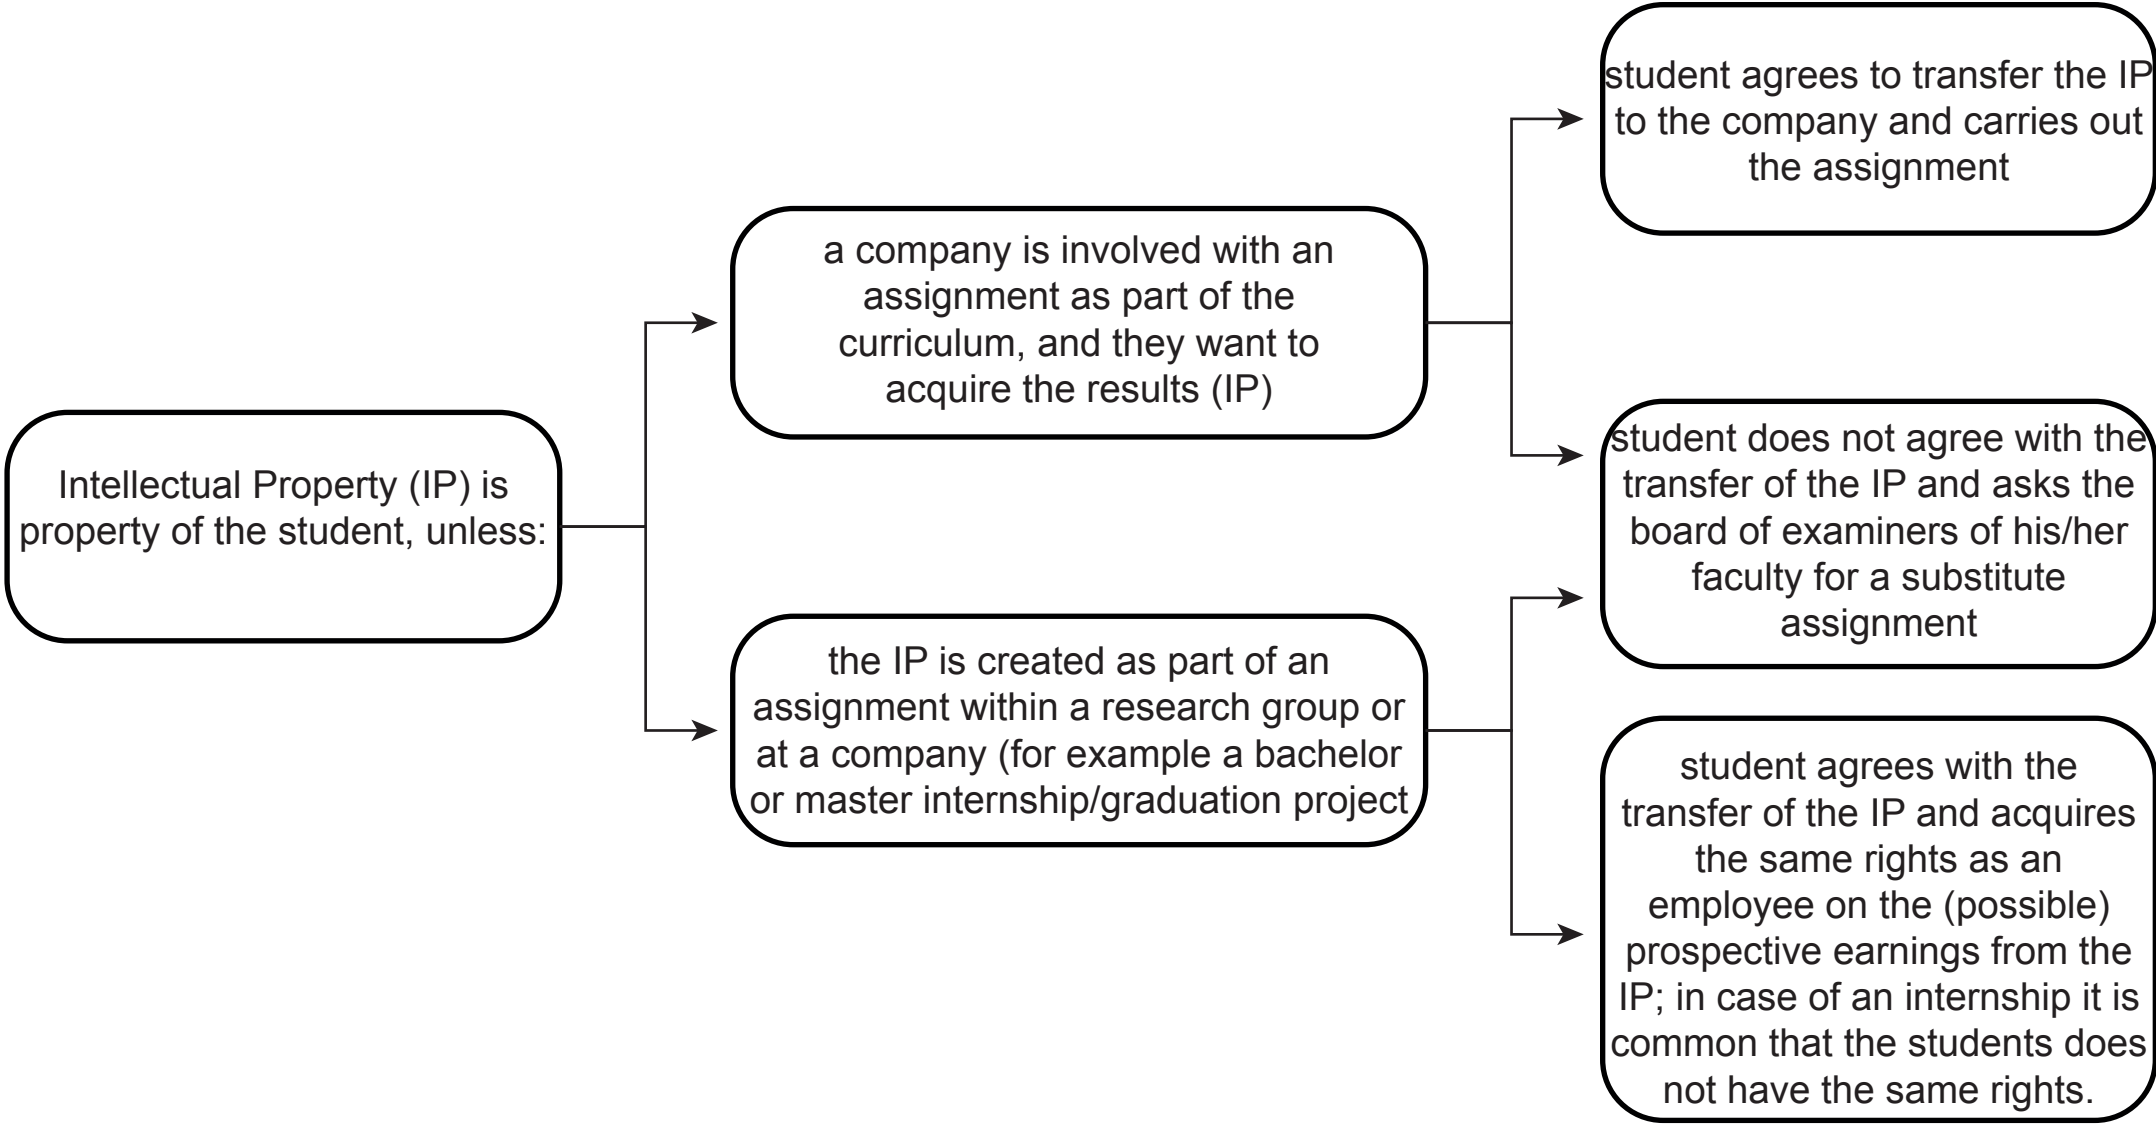 Intellectual Property (IP) is
property of the student, unless:
a company is involved with an
assignment as part of the
curriculum, and they want to
acquire the results (IP)
the IP is created as part of an
assignment within a research group or
at a company (for example a bachelor
or master internship/graduation project
student agrees to transfer the IP
to the company and carries out
the assignment
student does not agree with the
transfer of the IP and asks the
board of examiners of his/her
faculty for a substitute
assignment
student agrees with the
transfer of the IP and acquires
the same rights as an
employee on the (possible)
prospective earnings from the
IP; in case of an internship it is
common that the students does
not have the same rights.